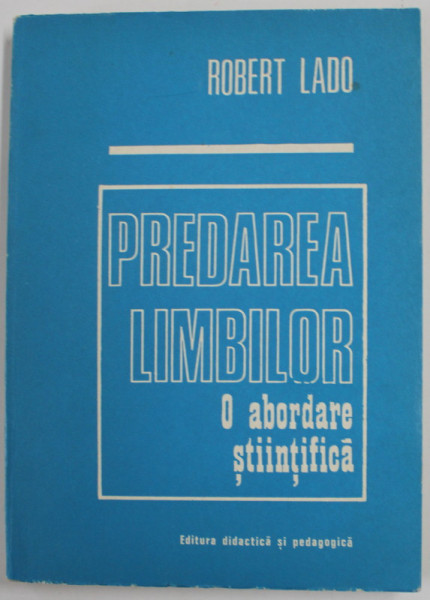 ROBERT LADO
PREDAREA
LIMBILOR
O abordare
științifică
Editura didactică și pedagogică